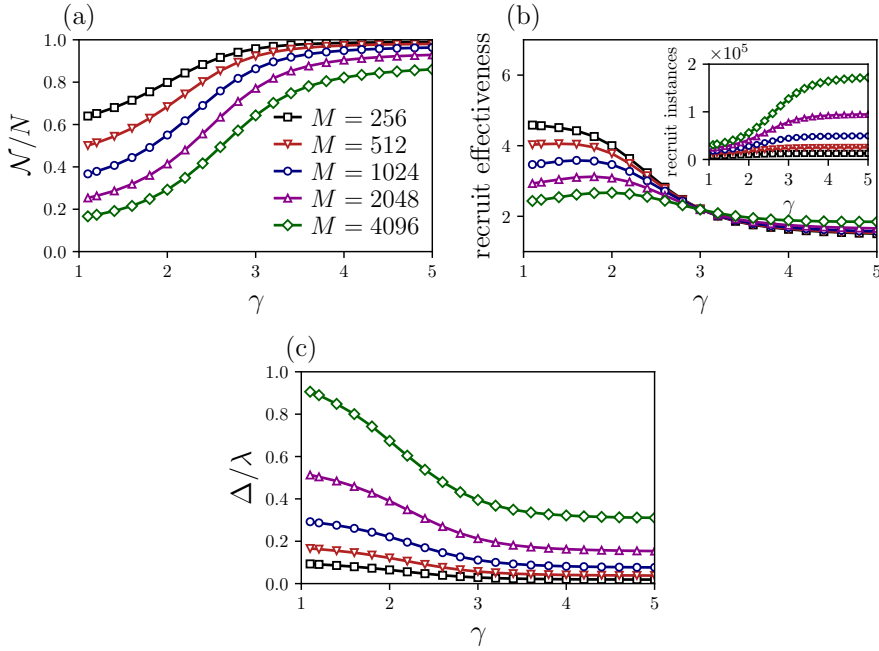 (a)
1.0
0.8
0.6
0.4
0.2
0.0
𝒩/N
M = 256
M = 512
M = 1024
M = 2048
M = 4096
1 2 3 4 5
γ
(b)
6
4
2
recruit effectiveness
×10⁵
2
1
0
recruit instances
1 2 3 4 5
γ
1 2 3 4 5
γ
(c)
1.0
0.8
0.6
0.4
0.2
0.0
Δ/λ
1 2 3 4 5
γ